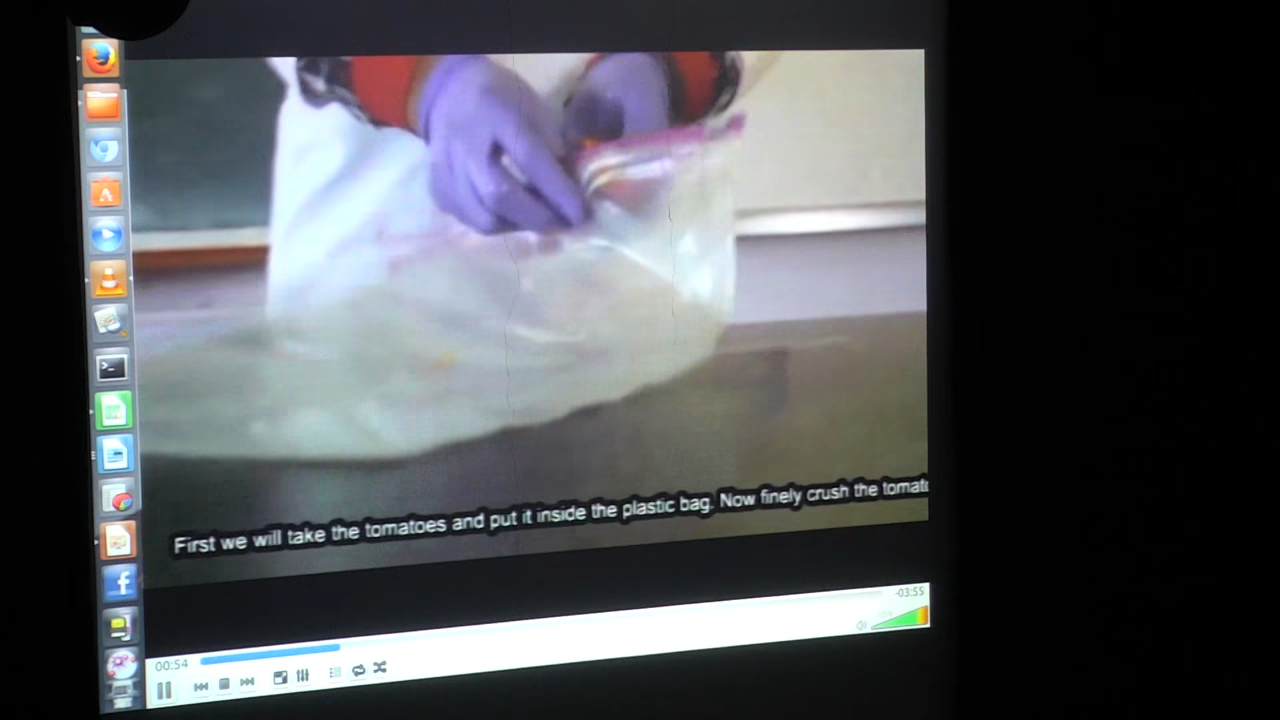 First we will take the tomatoes and put it inside the plastic bag. Now finely crush the tomato
-03:55
00:54